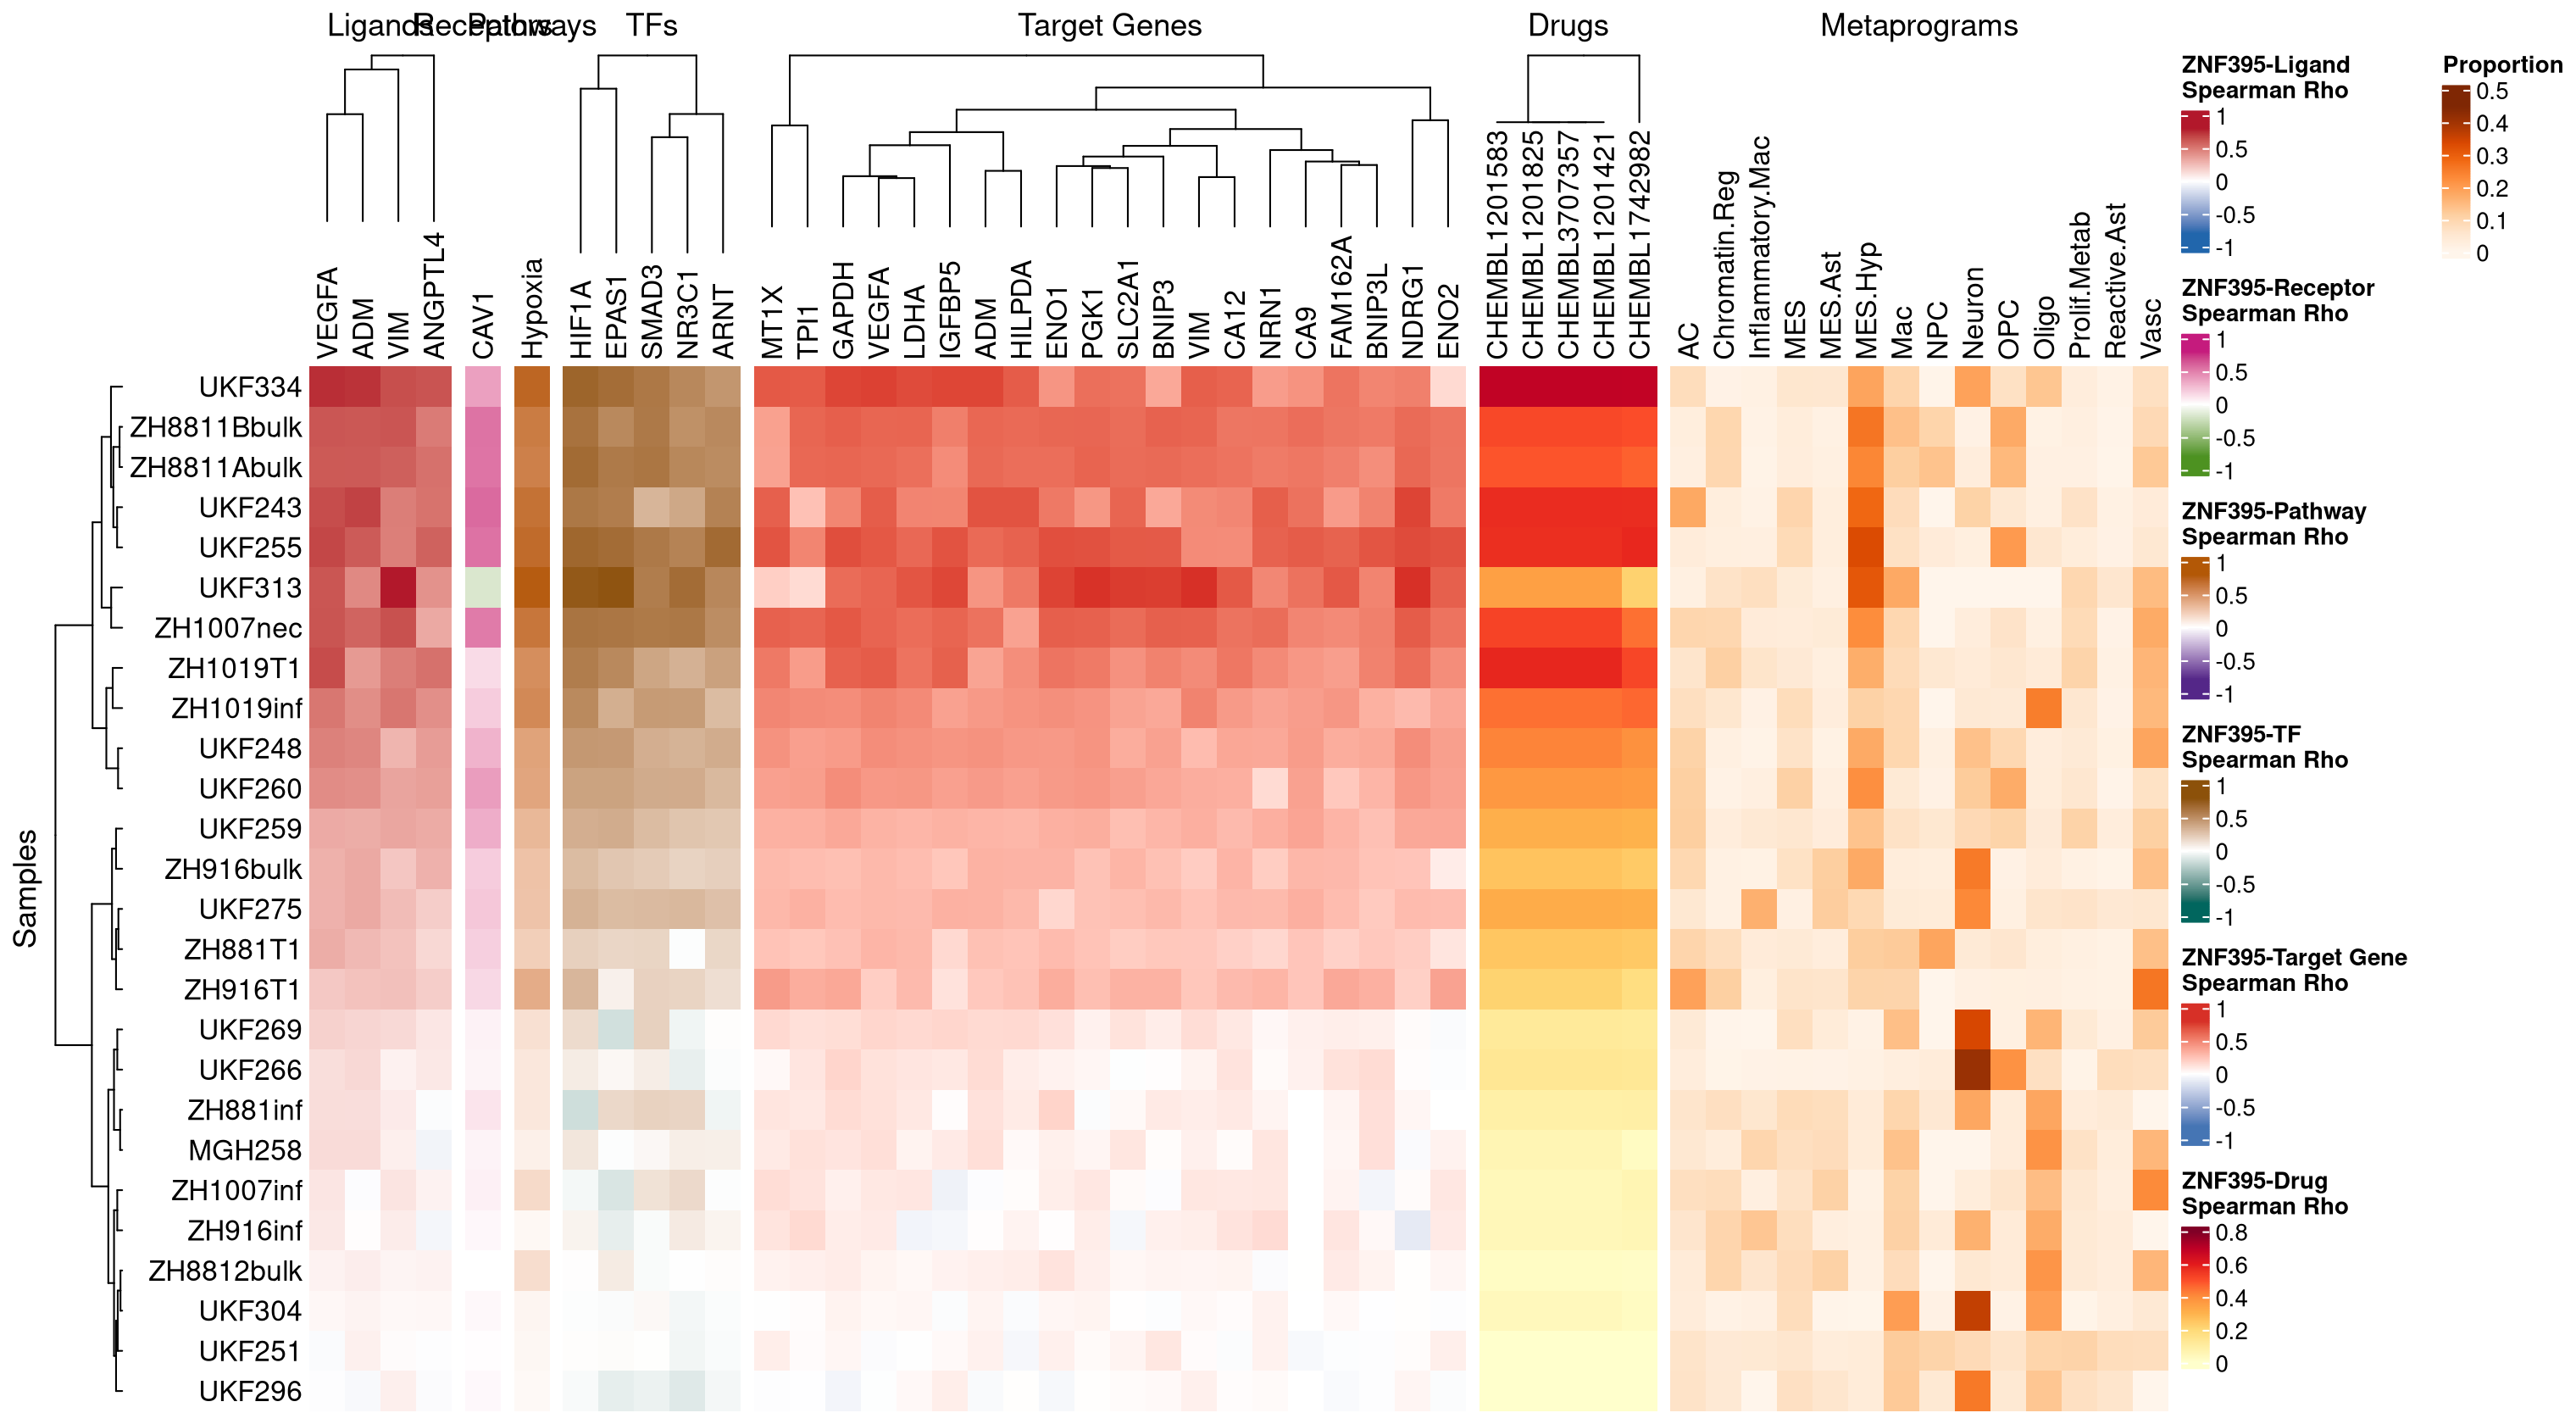 Ligands Receptors Pathways TFs Target Genes Drugs Metaprograms
VEGFA
ADM
VIM
ANGPTL4
CAV1
Hypoxia
HIF1A
EPAS1
SMAD3
NR3C1
ARNT
MT1X
TPI1
GAPDH
VEGFA
LDHA
IGFBP5
ADM
HILPDA
ENO1
PGK1
SLC2A1
BNIP3
VIM
CA12
NRN1
CA9
FAM162A
BNIP3L
NDRG1
ENO2
CHEMBL1201583
CHEMBL1201825
CHEMBL3707357
CHEMBL1201421
CHEMBL1742982
AC
Chromatin.Reg
Inflammatory.Mac
MES
MES.Ast
MES.Hyp
Mac
NPC
Neuron
OPC
Oligo
Prolif.Metab
Reactive.Ast
Vasc
Samples
UKF334
ZH8811Bbulk
ZH8811Abulk
UKF243
UKF255
UKF313
ZH1007nec
ZH1019T1
ZH1019inf
UKF248
UKF260
UKF259
ZH916bulk
UKF275
ZH881T1
ZH916T1
UKF269
UKF266
ZH881inf
MGH258
ZH1007inf
ZH916inf
ZH8812bulk
UKF304
UKF251
UKF296
ZNF395-Ligand
Spearman Rho
1
0.5
0
-0.5
-1
ZNF395-Receptor
Spearman Rho
1
0.5
0
-0.5
-1
ZNF395-Pathway
Spearman Rho
1
0.5
0
-0.5
-1
ZNF395-TF
Spearman Rho
1
0.5
0
-0.5
-1
ZNF395-Target Gene
Spearman Rho
1
0.5
0
-0.5
-1
ZNF395-Drug
Spearman Rho
0.8
0.6
0.4
0.2
0
Proportion
0.5
0.4
0.3
0.2
0.1
0